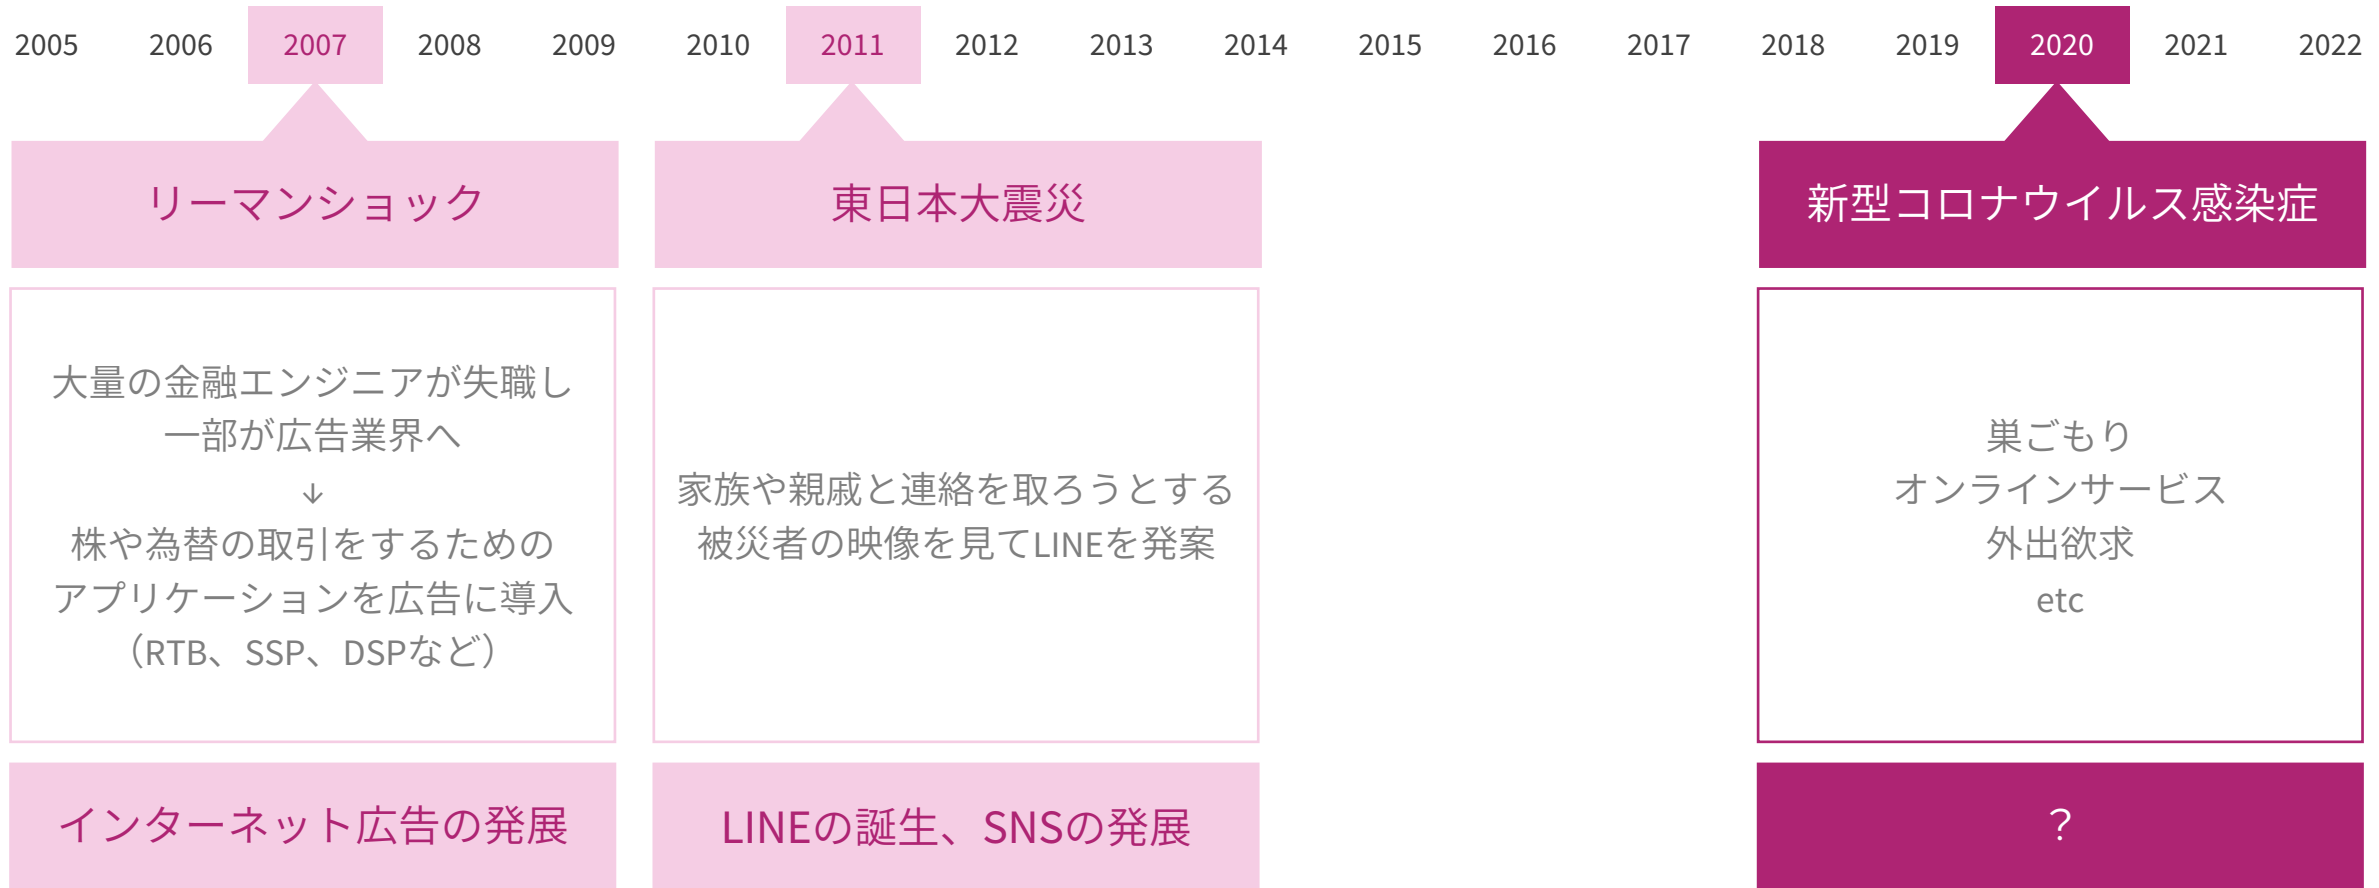 2005 2006 2007 2008 2009 2010 2011 2012 2013 2014 2015 2016 2017 2018 2019 2020 2021 2022
リーマンショック
大量の金融エンジニアが失職し
一部が広告業界へ
↓
株や為替の取引をするための
アプリケーションを広告に導入
（RTB、SSP、DSPなど）
インターネット広告の発展
東日本大震災
家族や親戚と連絡を取ろうとする
被災者の映像を見てLINEを発案
LINEの誕生、SNSの発展
新型コロナウイルス感染症
巣ごもり
オンラインサービス
外出欲求
etc
？